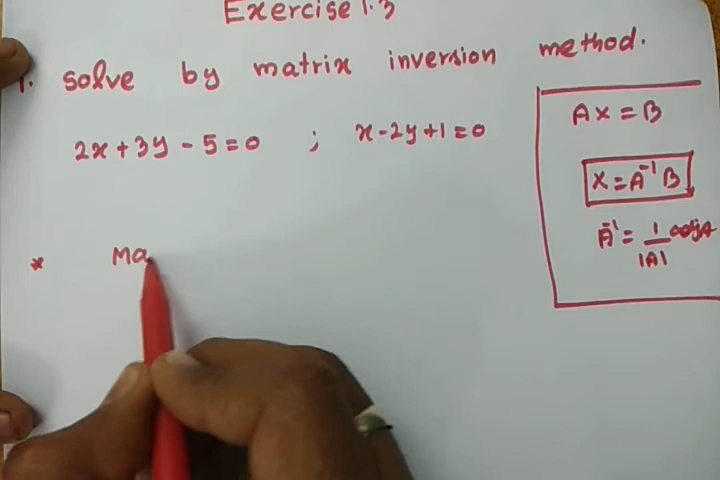 Exercise 1.3
1. solve by matrix inversion method.
2x + 3y - 5 = 0 ; x - 2y + 1 = 0
AX = B
X = A⁻¹ B
A⁻¹ = 1/|A| adj A
* Ma